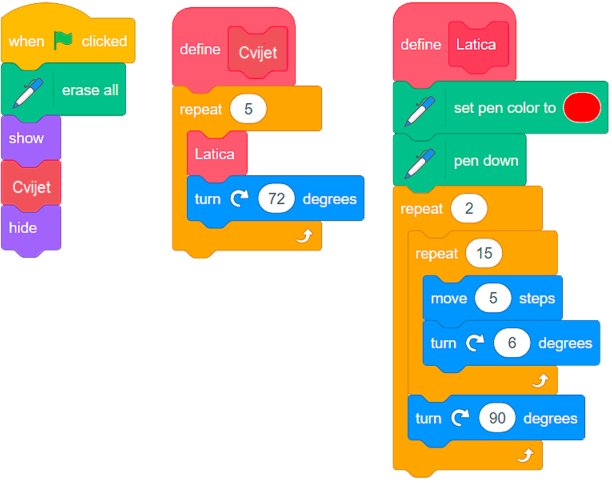 when clicked
erase all
show
Cvijet
hide
define Cvijet
repeat 5
Latica
turn 72 degrees
define Latica
set pen color to
pen down
repeat 2
repeat 15
move 5 steps
turn 6 degrees
turn 90 degrees